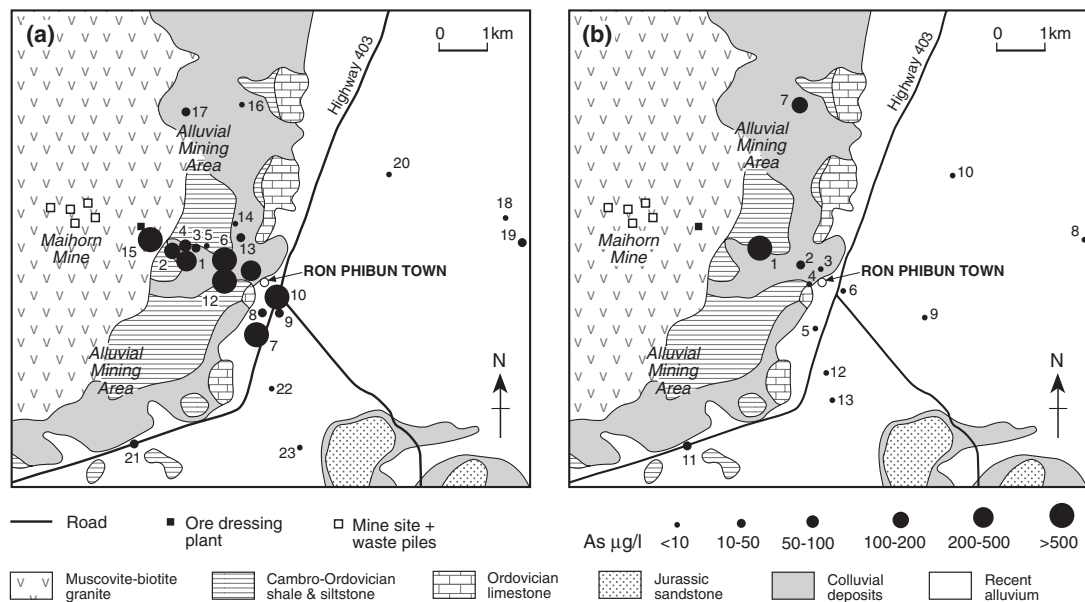 (a)
0 1km
Highway 403
17
16
Alluvial
Mining
Area
20
18
19
14
Maihorn
Mine
15
4
3
5
6
13
2
1
RON PHIBUN TOWN
12
10
8
9
7
Alluvial
Mining
Area
N
22
21
23
(b)
0 1km
Highway 403
7
Alluvial
Mining
Area
10
8
Maihorn
Mine
1
2
3
RON PHIBUN TOWN
4
6
9
5
Alluvial
Mining
Area
N
12
13
11
Road
Ore dressing
plant
Mine site +
waste piles
As µg/l <10 10-50 50-100 100-200 200-500 >500
Muscovite-biotite
granite
Cambro-Ordovician
shale & siltstone
Ordovician
limestone
Jurassic
sandstone
Colluvial
deposits
Recent
alluvium